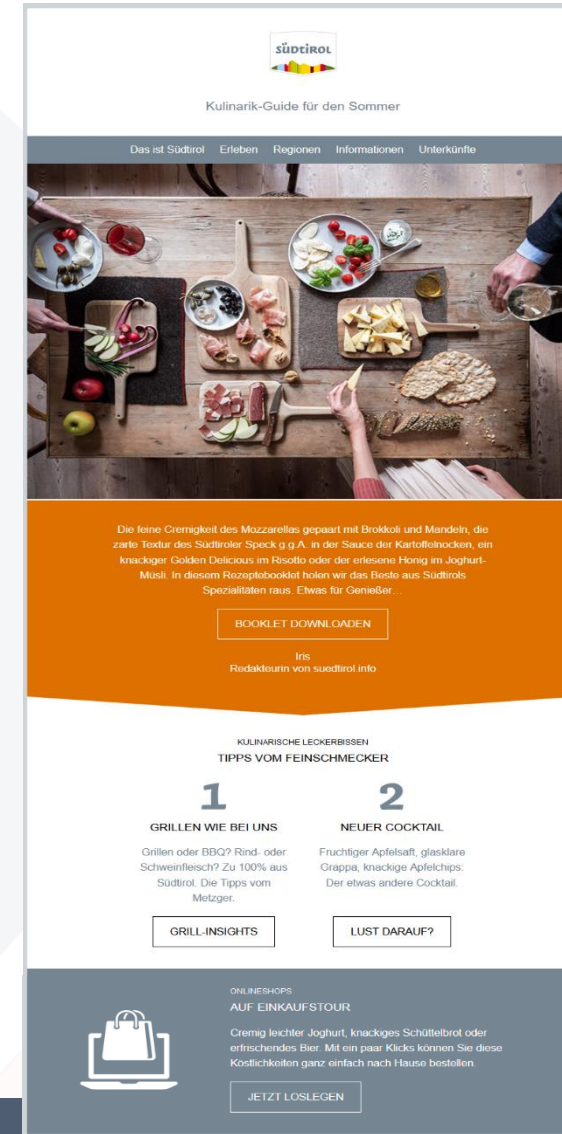 südtirol
Kulinarik-Guide für den Sommer
Das ist Südtirol Erleben Regionen Informationen Unterkünfte
Die feine Cremigkeit des Mozzarellas gepaart mit Brokkoli und Mandeln, die
zarte Textur des Südtiroler Speck g.g.A. in der Sauce der Kartoffelnocken, ein
knackiger Golden Delicious im Risotto oder der erlesene Honig im Joghurt-
Müsli. In diesem Rezeptebooklet holen wir das Beste aus Südtirols
Spezialitäten raus. Etwas für Genießer...
BOOKLET DOWNLOADEN
Iris
Redakteurin von suedtirol.info
KULINARISCHE LECKERBISSEN
TIPPS VOM FEINSCHMECKER
1
GRILLEN WIE BEI UNS
Grillen oder BBQ? Rind- oder
Schweinfleisch? Zu 100% aus
Südtirol. Die Tipps vom
Metzger.
GRILL-INSIGHTS
2
NEUER COCKTAIL
Fruchtiger Apfelsaft, glasklare
Grappa, knackige Apfelchips:
Der etwas andere Cocktail.
LUST DARAUF?
ONLINESHOPS
AUF EINKAUFSTOUR
Cremig leichter Joghurt, knackiges Schüttelbrot oder
erfrischendes Bier. Mit ein paar Klicks können Sie diese
Köstlichkeiten ganz einfach nach Hause bestellen.
JETZT LOSLEGEN